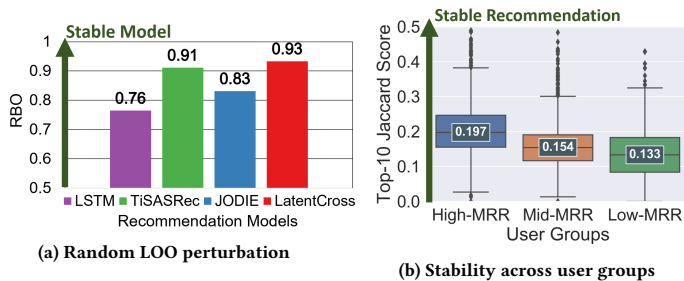 Stable Model
1
0.9
0.8
0.7
0.6
0.5
RBO
0.76
0.91
0.83
0.93
LSTM TiSASRec JODIE LatentCross
Recommendation Models
(a) Random LOO perturbation
Stable Recommendation
0.5
0.4
0.3
0.2
0.1
0.0
Top-10 Jaccard Score
0.197
0.154
0.133
High-MRR Mid-MRR Low-MRR
User Groups
(b) Stability across user groups